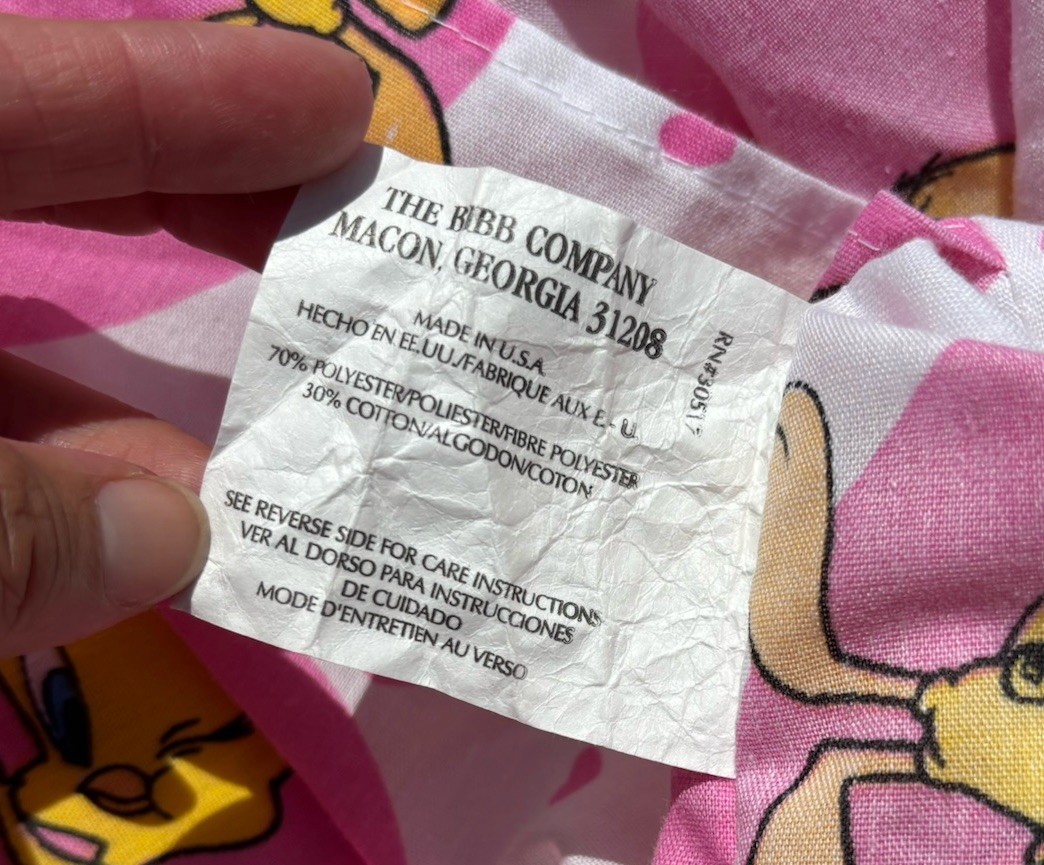 THE BIBB COMPANY
MACON, GEORGIA 31208
MADE IN U.S.A
HECHO EN EE.UU./FABRIQUE AUX E.- U.
70% POLYESTER/POLIESTER/FIBRE POLYESTER
30% COTTON/ALGODON/COTON
SEE REVERSE SIDE FOR CARE INSTRUCTIONS
VER AL DORSO PARA INSTRUCCIONES
DE CUIDADO
MODE D'ENTRETIEN AU VERSO